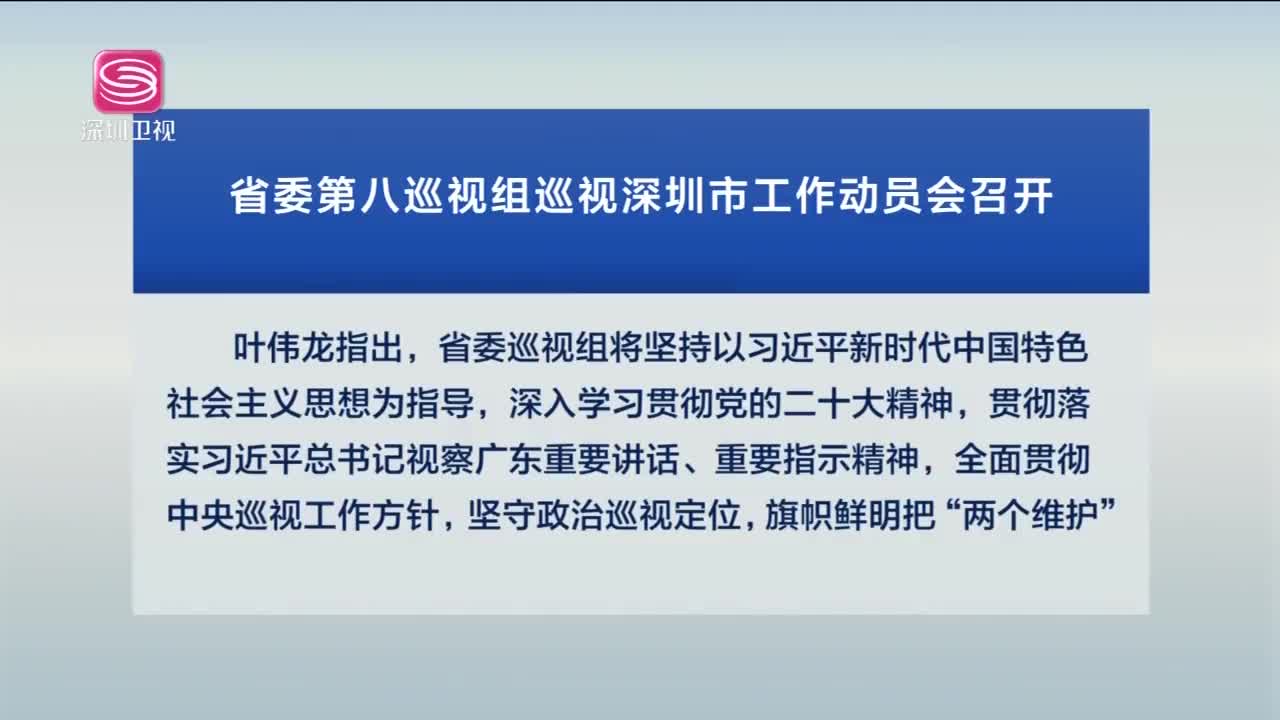 深圳卫视
省委第八巡视组巡视深圳市工作动员会召开
叶伟龙指出，省委巡视组将坚持以习近平新时代中国特色
社会主义思想为指导，深入学习贯彻党的二十大精神，贯彻落
实习近平总书记视察广东重要讲话、重要指示精神，全面贯彻
中央巡视工作方针，坚守政治巡视定位，旗帜鲜明把“两个维护”